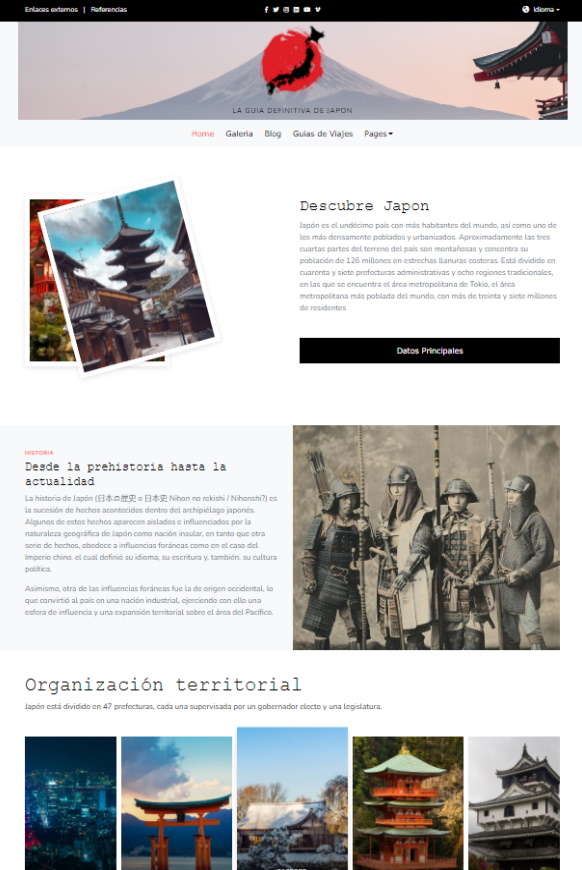 Enlaces externos | Referencias
Idioma
LA GUIA DEFINITIVA DE JAPON
Home Galeria Blog Guias de Viajes Pages
Descubre Japon
Japón es el undécimo país con más habitantes del mundo, así como uno de
los más densamente poblados y urbanizados. Aproximadamente las tres
cuartas partes del terreno del país son montañosas y concentra su
población de 126 millones en estrechas llanuras costeras. Está dividido en
cuarenta y siete prefecturas administrativas y ocho regiones tradicionales,
en las que se encuentra el área metropolitana de Tokio, el área
metropolitana más poblada del mundo, con más de treinta y siete millones
de residentes
Datos Principales
HISTORIA
Desde la prehistoria hasta la
actualidad
La historia de Japón (日本の歴史 o 日本史 Nihon no rekishi / Nihonshi?) es
la sucesión de hechos acontecidos dentro del archipiélago japonés.
Algunos de estos hechos aparecen aislados e influenciados por la
naturaleza geográfica de Japón como nación insular, en tanto que otra
serie de hechos, obedece a influencias foráneas como en el caso del
Imperio chino, el cual definió su idioma, su escritura y, también, su cultura
política.
Asimismo, otra de las influencias foráneas fue la de origen occidental, lo
que convirtió al país en una nación industrial, ejerciendo con ello una
esfera de influencia y una expansión territorial sobre el área del Pacífico.
Organización territorial
Japón está dividido en 47 prefecturas, cada una supervisada por un gobernador electo y una legislatura.